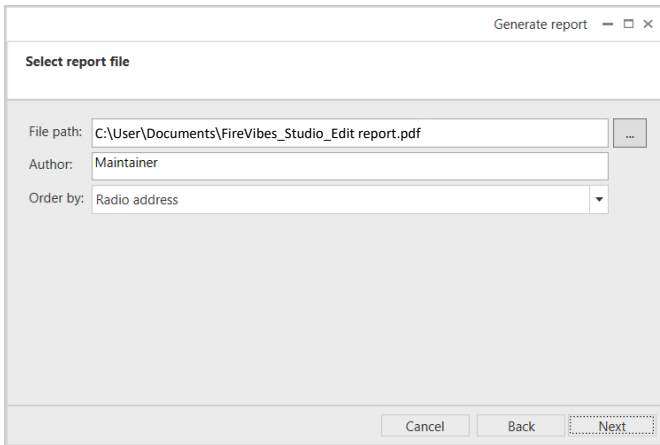 Generate report
Select report file
File path: C:\User\Documents\FireVibes_Studio_Edit report.pdf ...
Author: Maintainer
Order by: Radio address
Cancel Back Next